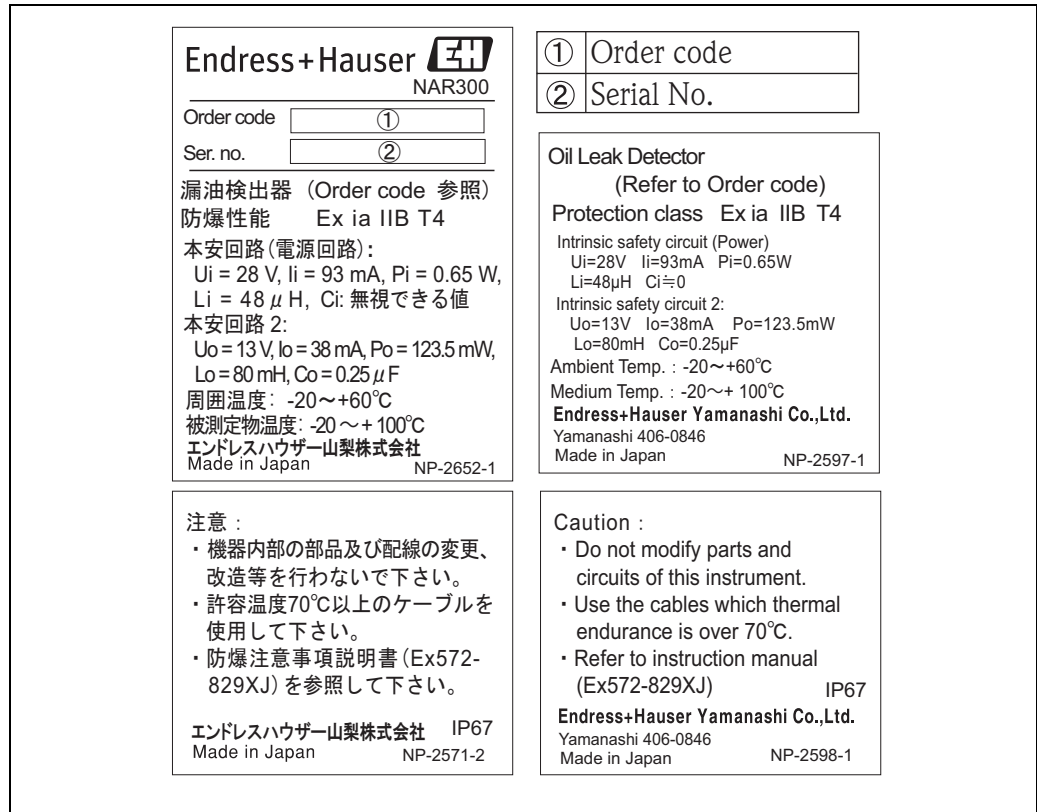 Endress+Hauser EH
NAR300
Order code ①
Ser. no. ②
漏油検出器 (Order code 参照)
防爆性能 Ex ia IIB T4
本安回路(電源回路):
Ui = 28 V, Ii = 93 mA, Pi = 0.65 W,
Li = 48 μ H, Ci: 無視できる値
本安回路 2:
Uo = 13 V, Io = 38 mA, Po = 123.5 mW,
Lo = 80 mH, Co = 0.25 μ F
周囲温度: -20～+60℃
被測定物温度: -20 ～+ 100℃
エンドレスハウザー山梨株式会社
Made in Japan NP-2652-1
① Order code
② Serial No.
Oil Leak Detector
(Refer to Order code)
Protection class Ex ia IIB T4
Intrinsic safety circuit (Power)
Ui=28V Ii=93mA Pi=0.65W
Li=48μH Ci≒0
Intrinsic safety circuit 2:
Uo=13V Io=38mA Po=123.5mW
Lo=80mH Co=0.25μF
Ambient Temp. : -20～+60℃
Medium Temp. : -20～+ 100℃
Endress+Hauser Yamanashi Co.,Ltd.
Yamanashi 406-0846
Made in Japan NP-2597-1
注意 :
・機器内部の部品及び配線の変更、
改造等を行わないで下さい。
・許容温度70℃以上のケーブルを
使用して下さい。
・防爆注意事項説明書(Ex572-
829XJ)を参照して下さい。
エンドレスハウザー山梨株式会社 IP67
Made in Japan NP-2571-2
Caution :
・Do not modify parts and
circuits of this instrument.
・Use the cables which thermal
endurance is over 70℃.
・Refer to instruction manual
(Ex572-829XJ) IP67
Endress+Hauser Yamanashi Co.,Ltd.
Yamanashi 406-0846
Made in Japan NP-2598-1